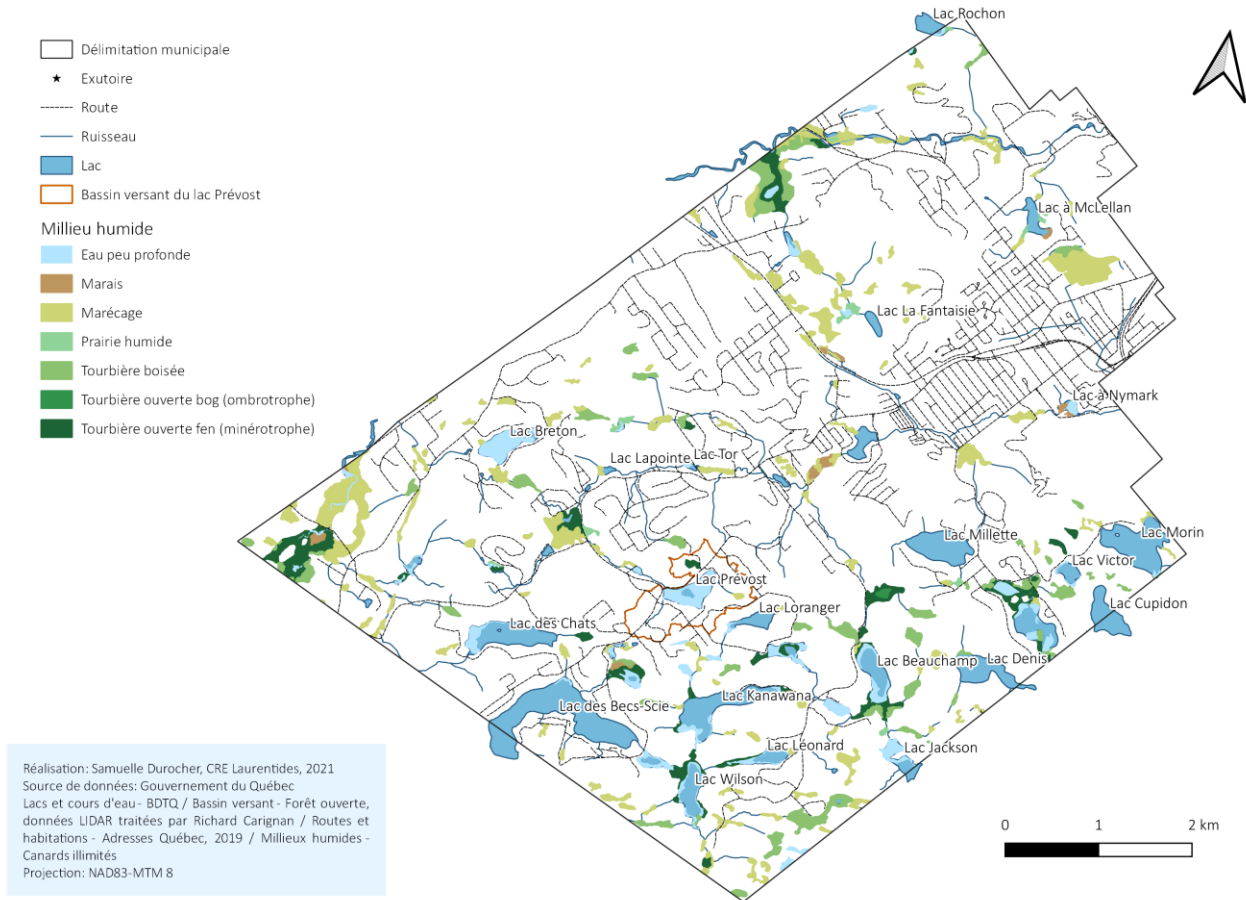 Lac Rochon
Délimitation municipale
Exutoire
Route
Ruisseau
Lac
Bassin versant du lac Prévost
Milieu humide
Eau peu profonde
Marais
Marécage
Prairie humide
Tourbière boisée
Tourbière ouverte bog (ombrotrophe)
Tourbière ouverte fen (minérotrophe)
Lac à McLellan
Lac La Fantaisie
Lac à Nymark
Lac Breton
Lac Lapointe
Lac Tor
Lac Millette
Lac Morin
Lac Victor
Lac Prévost
Lac Cupidon
Lac Loranger
Lac des Chats
Lac Beauchamp
Lac Denis
Lac Kanawana
Lac des Becs-Scie
Lac Léonard
Lac Jackson
Lac Wilson
Réalisation: Samuelle Durocher, CRE Laurentides, 2021
Source de données: Gouvernement du Québec
Lacs et cours d'eau - BDTQ / Bassin versant - Forêt ouverte,
données LIDAR traitées par Richard Carignan / Routes et
habitations - Adresses Québec, 2019 / Millieux humides -
Canards illimités
Projection: NAD83-MTM 8
0 1 2 km